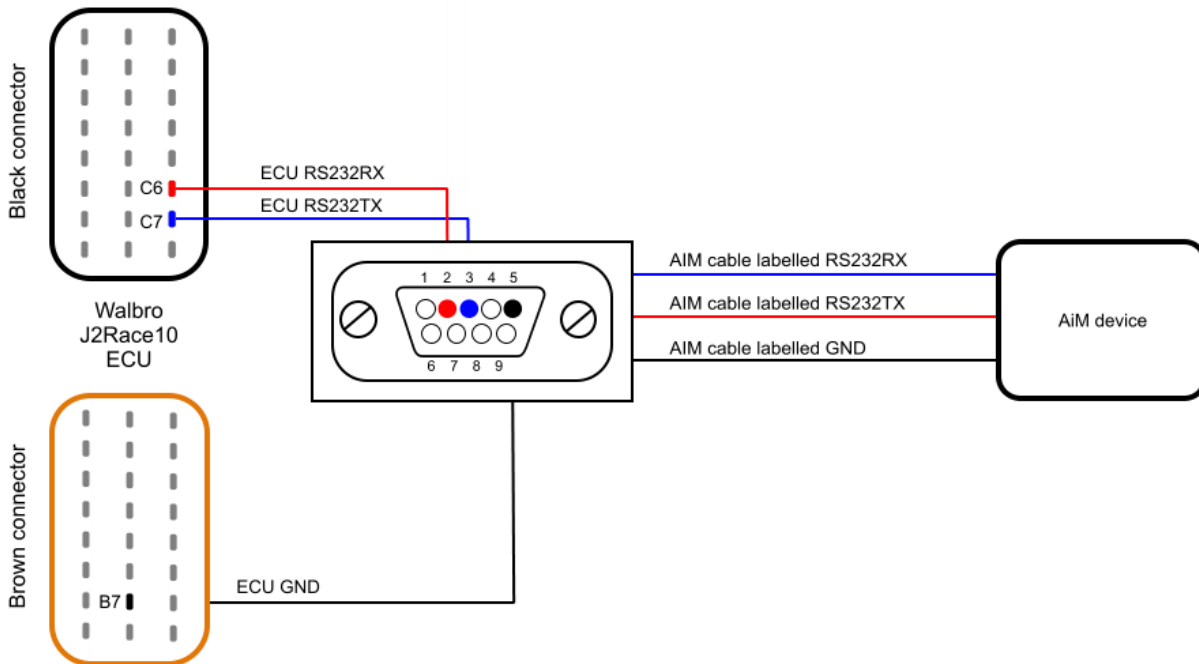 Black connector
C6
C7
ECU RS232RX
ECU RS232TX
Walbro
J2Race10
ECU
1 2 3 4 5
6 7 8 9
AIM cable labelled RS232RX
AIM cable labelled RS232TX
AIM cable labelled GND
AiM device
Brown connector
B7
ECU GND